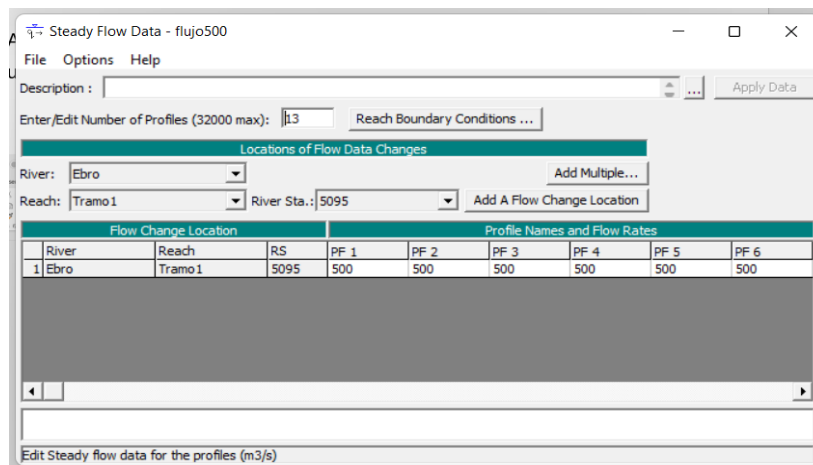 Steady Flow Data - flujo500
File Options Help
Description : ... Apply Data
Enter/Edit Number of Profiles (32000 max): 13 Reach Boundary Conditions ...
Locations of Flow Data Changes
River: Ebro Add Multiple...
Reach: Tramo1 River Sta.: 5095 Add A Flow Change Location
Flow Change Location Profile Names and Flow Rates
River Reach RS PF 1 PF 2 PF 3 PF 4 PF 5 PF 6
1 Ebro Tramo1 5095 500 500 500 500 500 500
Edit Steady flow data for the profiles (m3/s)